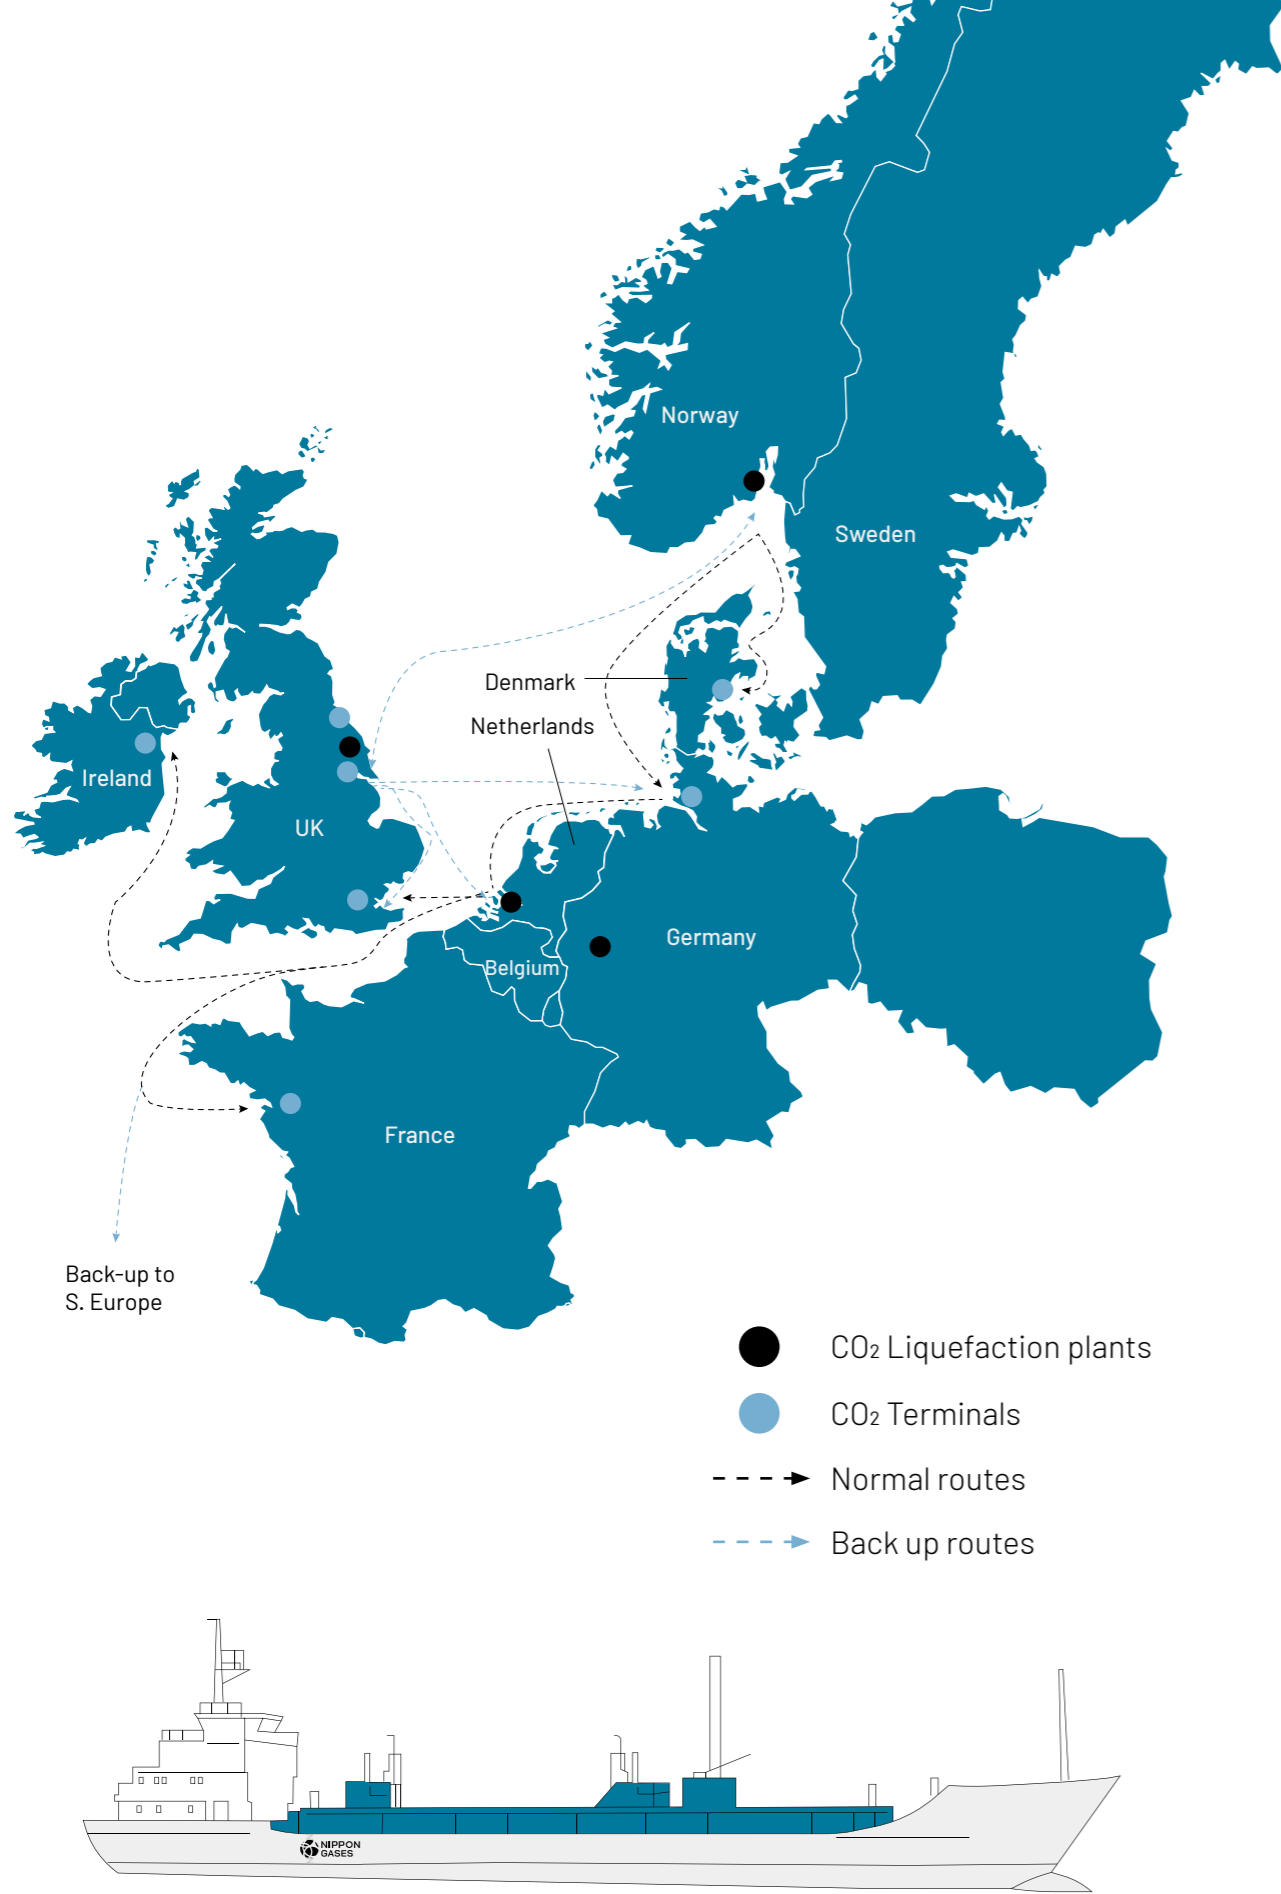 Norway
Sweden
Denmark
Netherlands
Ireland
UK
Germany
Belgium
France
Back-up to
S. Europe
CO₂ Liquefaction plants
CO₂ Terminals
Normal routes
Back up routes
NIPPON
GASES